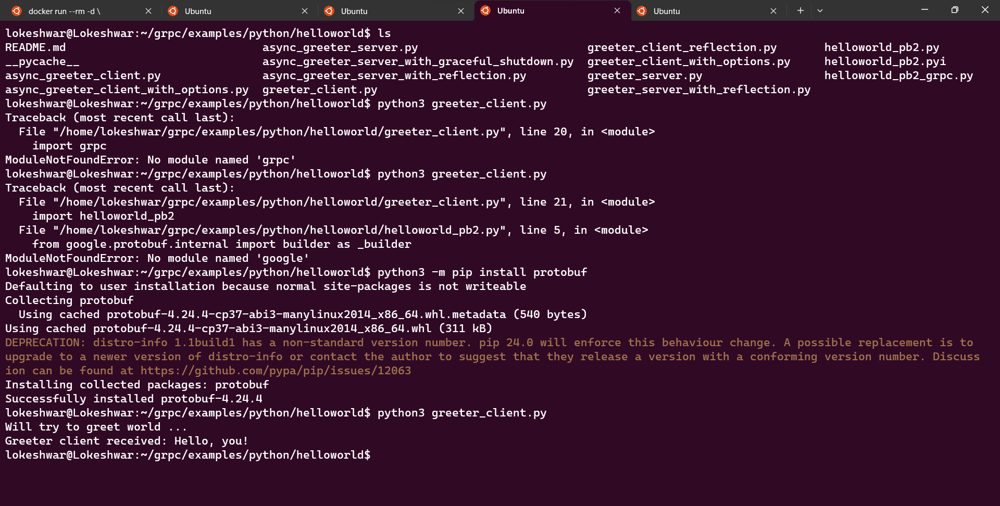 docker run --rm -d \ Ubuntu Ubuntu Ubuntu Ubuntu
lokeshwar@Lokeshwar:~/grpc/examples/python/helloworld$ ls
README.md async_greeter_server.py greeter_client_reflection.py helloworld_pb2.py
__pycache__ async_greeter_server_with_graceful_shutdown.py greeter_client_with_options.py helloworld_pb2.pyi
async_greeter_client.py async_greeter_server_with_reflection.py greeter_server.py helloworld_pb2_grpc.py
async_greeter_client_with_options.py greeter_client.py greeter_server_with_reflection.py
lokeshwar@Lokeshwar:~/grpc/examples/python/helloworld$ python3 greeter_client.py
Traceback (most recent call last):
  File "/home/lokeshwar/grpc/examples/python/helloworld/greeter_client.py", line 20, in <module>
    import grpc
ModuleNotFoundError: No module named 'grpc'
lokeshwar@Lokeshwar:~/grpc/examples/python/helloworld$ python3 greeter_client.py
Traceback (most recent call last):
  File "/home/lokeshwar/grpc/examples/python/helloworld/greeter_client.py", line 21, in <module>
    import helloworld_pb2
  File "/home/lokeshwar/grpc/examples/python/helloworld/helloworld_pb2.py", line 5, in <module>
    from google.protobuf.internal import builder as _builder
ModuleNotFoundError: No module named 'google'
lokeshwar@Lokeshwar:~/grpc/examples/python/helloworld$ python3 -m pip install protobuf
Defaulting to user installation because normal site-packages is not writeable
Collecting protobuf
  Using cached protobuf-4.24.4-cp37-abi3-manylinux2014_x86_64.whl.metadata (540 bytes)
Using cached protobuf-4.24.4-cp37-abi3-manylinux2014_x86_64.whl (311 kB)
DEPRECATION: distro-info 1.1build1 has a non-standard version number. pip 24.0 will enforce this behaviour change. A possible replacement is to
upgrade to a newer version of distro-info or contact the author to suggest that they release a version with a conforming version number. Discuss
ion can be found at https://github.com/pypa/pip/issues/12063
Installing collected packages: protobuf
Successfully installed protobuf-4.24.4
lokeshwar@Lokeshwar:~/grpc/examples/python/helloworld$ python3 greeter_client.py
Will try to greet world ...
Greeter client received: Hello, you!
lokeshwar@Lokeshwar:~/grpc/examples/python/helloworld$